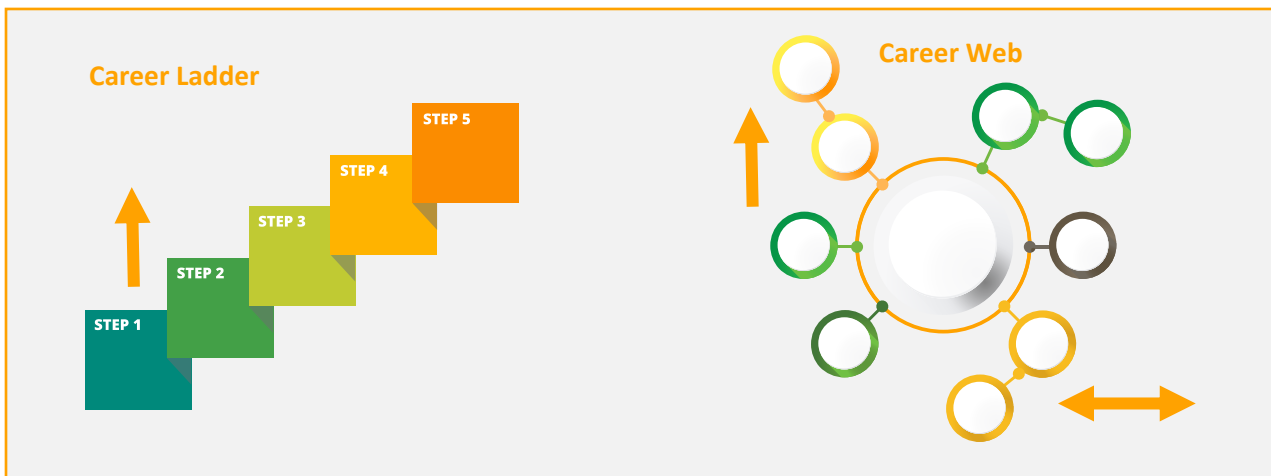 Career Ladder
Career Web
STEP 5
STEP 4
STEP 3
STEP 2
STEP 1